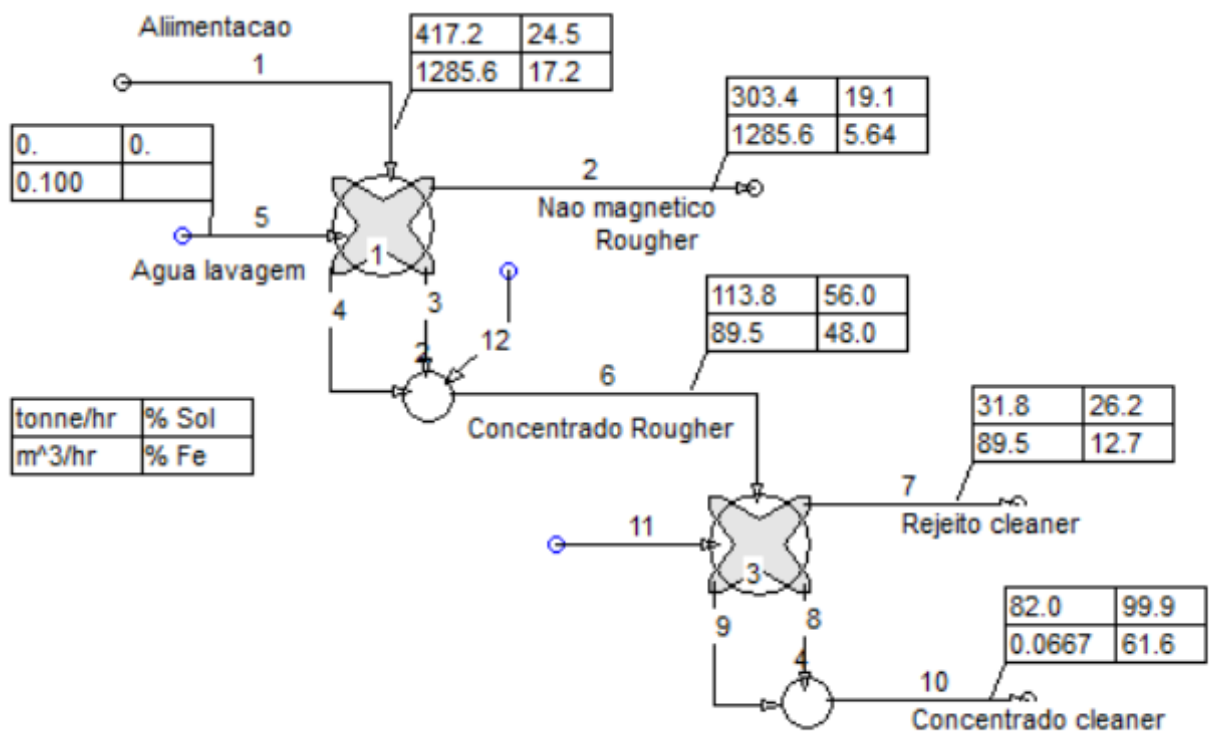 Aliimentacao
1
417.2 24.5
1285.6 17.2
303.4 19.1
1285.6 5.64
0. 0.
0.100
5
2
Nao magnetico
Rougher
Agua lavagem
1
4 3
12
2
113.8 56.0
89.5 48.0
6
Concentrado Rougher
tonne/hr % Sol
m^3/hr % Fe
31.8 26.2
89.5 12.7
7
Rejeito cleaner
11
3
9 8
82.0 99.9
0.0667 61.6
4
10
Concentrado cleaner